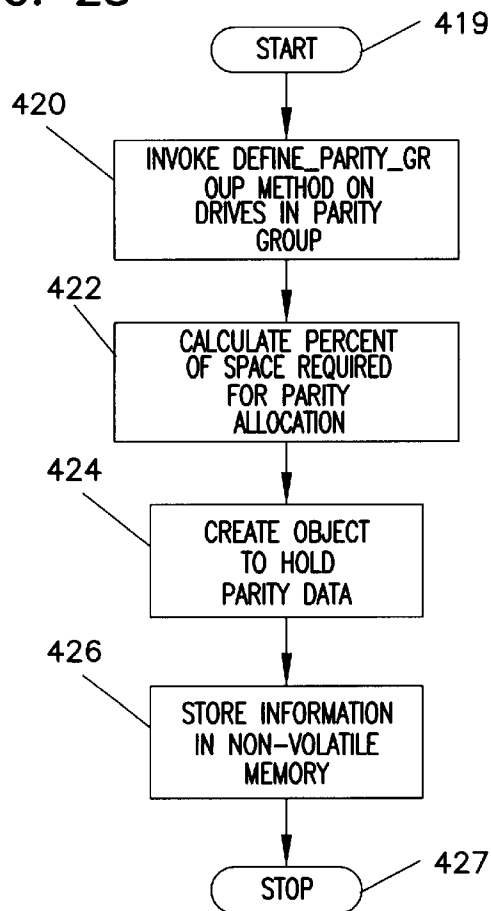 START
419
420
INVOKE DEFINE_PARITY_GR
OUP METHOD ON
DRIVES IN PARITY
GROUP
422
CALCULATE PERCENT
OF SPACE REQUIRED
FOR PARITY
ALLOCATION
424
CREATE OBJECT
TO HOLD
PARITY DATA
426
STORE INFORMATION
IN NON-VOLATILE
MEMORY
STOP
427